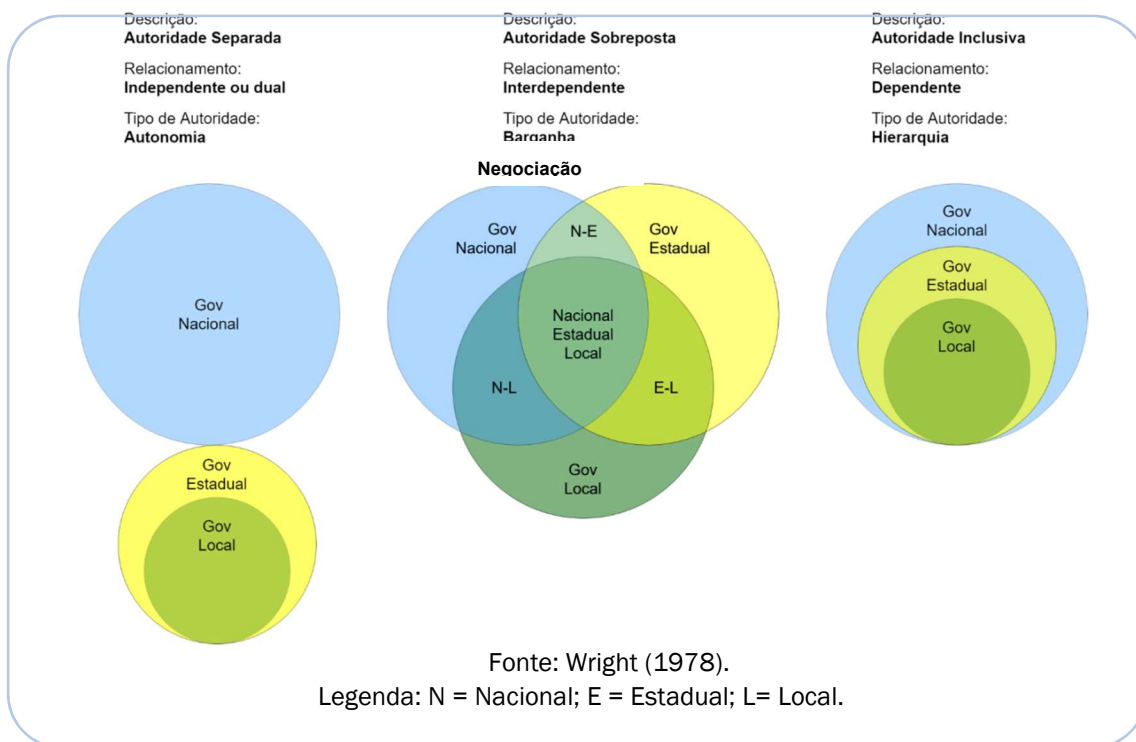 Descrição:
Autoridade Separada
Relacionamento:
Independente ou dual
Tipo de Autoridade:
Autonomia
Gov
Nacional
Gov
Estadual
Gov
Local
Descrição:
Autoridade Sobreposta
Relacionamento:
Interdependente
Tipo de Autoridade:
Barganha
Negociação
Gov
Nacional
N-E
Gov
Estadual
Nacional
Estadual
Local
N-L
E-L
Gov
Local
Descrição:
Autoridade Inclusiva
Relacionamento:
Dependente
Tipo de Autoridade:
Hierarquia
Gov
Nacional
Gov
Estadual
Gov
Local
Fonte: Wright (1978).
Legenda: N = Nacional; E = Estadual; L= Local.